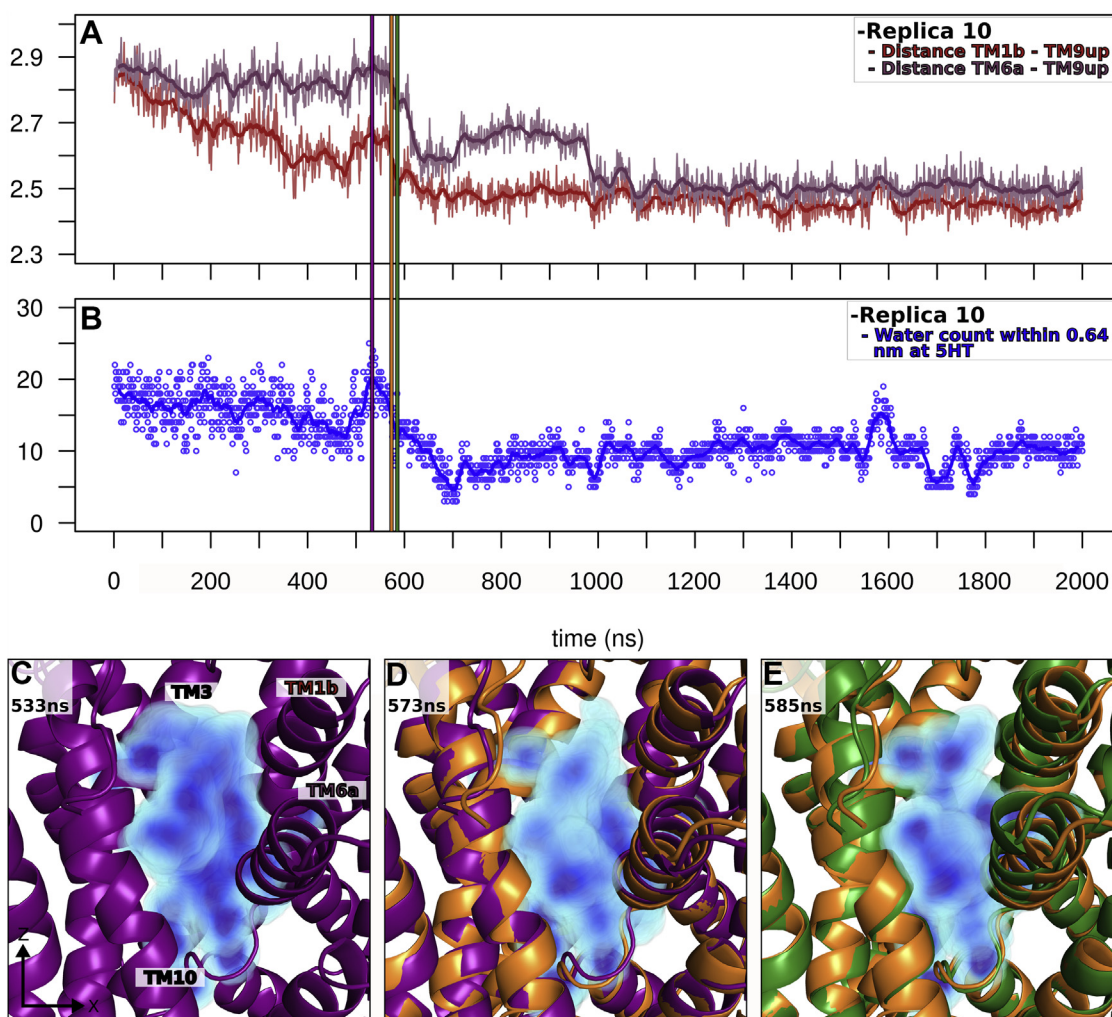 A
-Replica 10
- Distance TM1b - TM9up
- Distance TM6a - TM9up
2.9
2.7
2.5
2.3
B
-Replica 10
- Water count within 0.64
nm at 5HT
30
20
10
0
0 200 400 600 800 1000 1200 1400 1600 1800 2000
time (ns)
C
533ns
TM3
TM1b
TM6a
TM10
Z
X
D
573ns
E
585ns